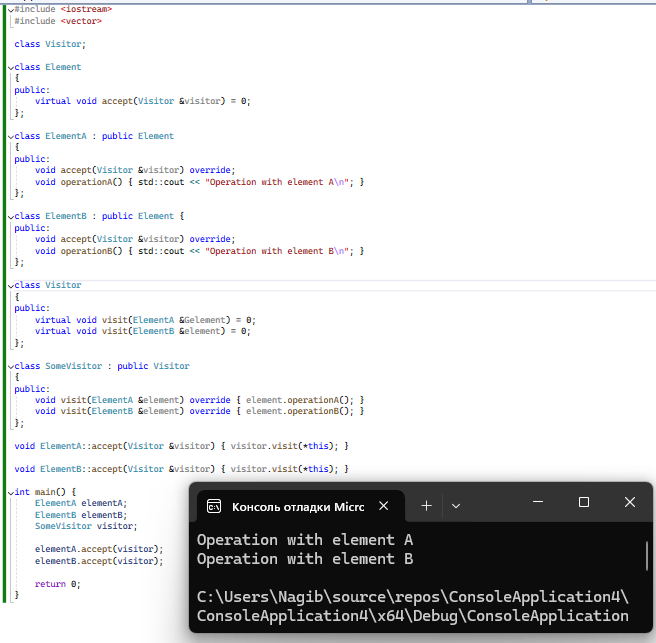 #include <iostream>
#include <vector>
class Visitor;
class Element
{
public:
virtual void accept(Visitor &visitor) = 0;
};
class ElementA : public Element
{
public:
void accept(Visitor &visitor) override;
void operationA() { std::cout << "Operation with element A\n"; }
};
class ElementB : public Element {
public:
void accept(Visitor &visitor) override;
void operationB() { std::cout << "Operation with element B\n"; }
};
class Visitor
{
public:
virtual void visit(ElementA &Gelement) = 0;
virtual void visit(ElementB &element) = 0;
};
class SomeVisitor : public Visitor
{
public:
void visit(ElementA &element) override { element.operationA(); }
void visit(ElementB &element) override { element.operationB(); }
};
void ElementA::accept(Visitor &visitor) { visitor.visit(*this); }
void ElementB::accept(Visitor &visitor) { visitor.visit(*this); }
int main() {
ElementA elementA;
ElementB elementB;
SomeVisitor visitor;
elementA.accept(visitor);
elementB.accept(visitor);
return 0;
}
Консоль отладки Micrc
Operation with element A
Operation with element B
C:\Users\Nagib\source\repos\ConsoleApplication4\
ConsoleApplication4\x64\Debug\ConsoleApplication